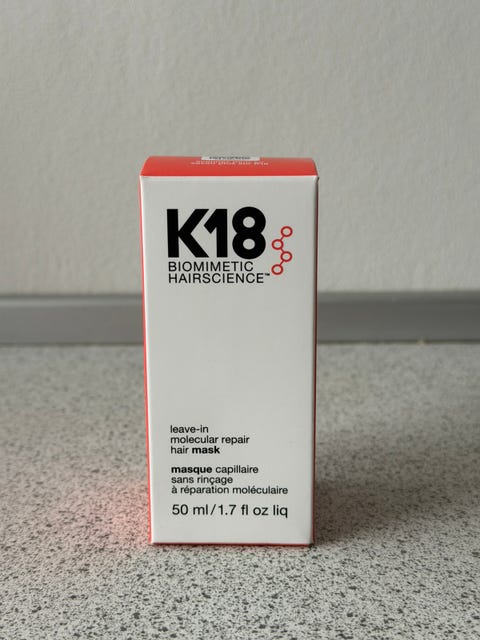 K18
BIOMIMETIC
HAIRSCIENCE™
leave-in
molecular repair
hair mask
masque capillaire
sans rinçage
à réparation moléculaire
50 ml/1.7 fl oz liq